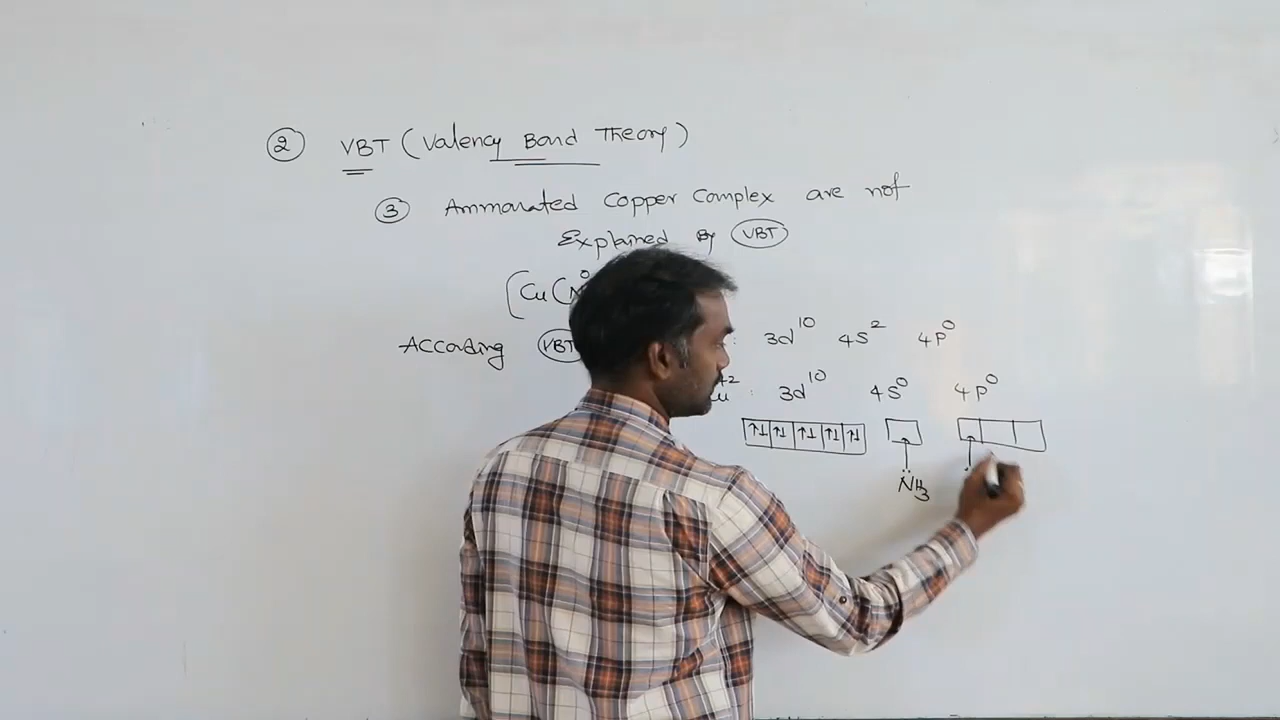 ② VBT (Valency Bond Theory)
③ Ammonated Copper Complex are not
Explained By VBT
[Cu(N
According VBT : 3d¹⁰ 4s² 4p⁰
+2 : 3d¹⁰ 4s⁰ 4p⁰
↑↓ ↑↓ ↑↓ ↑↓ ↑↓
NH₃